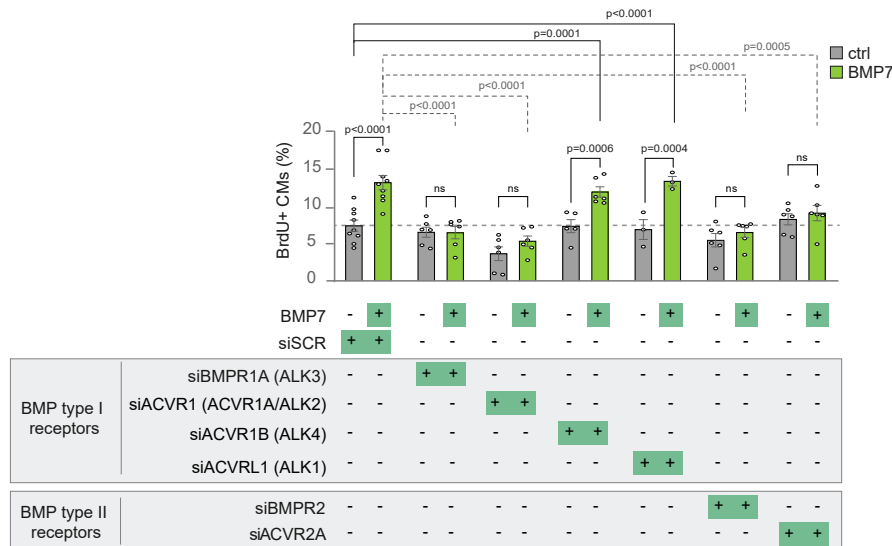 p<0.0001
p=0.0001
p=0.0005
p<0.0001
p<0.0001
p<0.0001
ctrl
BMP7
BrdU+ CMs (%)
20
15
10
5
0
p<0.0001
ns
ns
p=0.0006
p=0.0004
ns
ns
BMP7 - + - + - + - + - + - + - +
siSCR + + - - - - - - - - - - - -
BMP type I receptors
siBMPR1A (ALK3) - - + + - - - - - - - - - -
siACVR1 (ACVR1A/ALK2) - - - - + + - - - - - - - -
siACVR1B (ALK4) - - - - - - + + - - - - - -
siACVRL1 (ALK1) - - - - - - - - + + - - - -
BMP type II receptors
siBMPR2 - - - - - - - - - - + + - -
siACVR2A - - - - - - - - - - - - + +